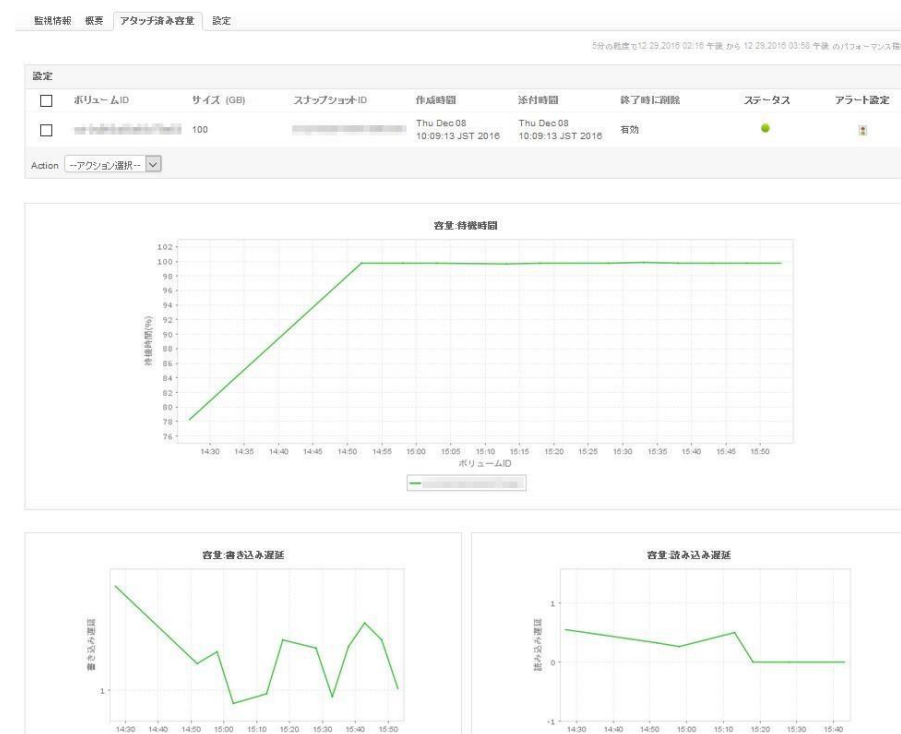 監視情報 概要 アタッチ済み容量 設定
5分の粒度で12 29,2016 02:16 午後 から 12 29,2016 03:58 午後 のパフォーマンス描
設定
ボリュームID サイズ (GB) スナップショットID 作成時間 添付時間 終了時に削除 ステータス アラート設定
100 Thu Dec 08 10:09:13 JST 2016 Thu Dec 08 10:09:13 JST 2016 有効
Action --アクション選択--
容量:待機時間
102
100
98
96
94
92
90
88
86
84
82
80
78
76
待機時間(%)
14:30 14:35 14:40 14:45 14:50 14:55 15:00 15:05 15:10 15:15 15:20 15:25 15:30 15:35 15:40 15:45 15:50
ボリュームID
容量:書き込み遅延
書き込み遅延
1
14:30 14:40 14:50 15:00 15:10 15:20 15:30 15:40 15:50
容量:読み込み遅延
読み込み遅延
1
0
-1
14:30 14:40 14:50 15:00 15:10 15:20 15:30 15:40